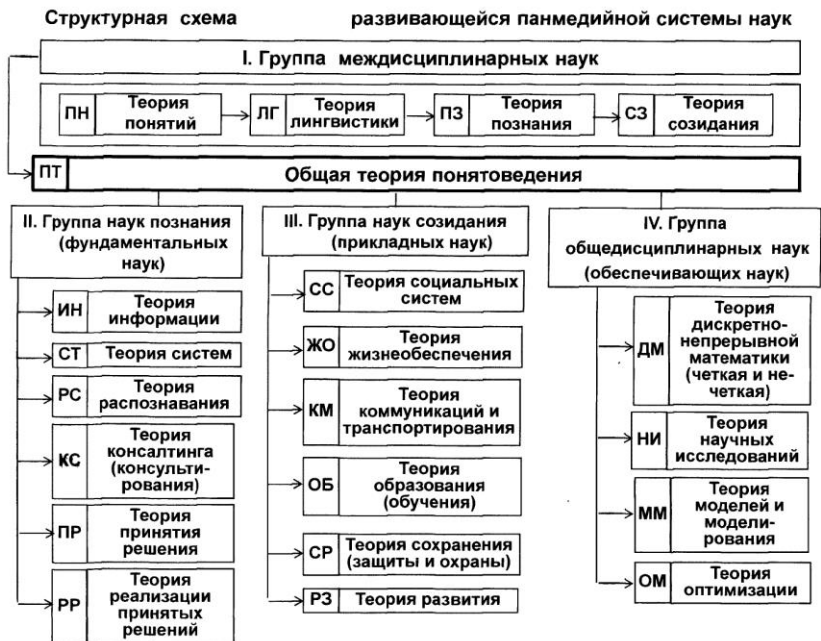 Структурная схема развивающейся панмедийной системы наук
I. Группа междисциплинарных наук
ПН
Теория
понятий
ЛГ
Теория
лингвистики
ПЗ
Теория
познания
СЗ
Теория
созидания
ПТ
Общая теория понятоведения
II. Группа наук познания
(фундаментальных
наук)
ИН
Теория
информации
СТ
Теория систем
РС
Теория
распознавания
КС
Теория
консалтинга
(консульти-
рования)
ПР
Теория
принятия
решения
РР
Теория
реализации
принятых
решений
III. Группа наук созидания
(прикладных наук)
СС
Теория социальных
систем
ЖО
Теория
жизнеобеспечения
КМ
Теория
коммуникаций и
транспортирования
ОБ
Теория
образования
(обучения)
СР
Теория сохранения
(защиты и охраны)
РЗ
Теория развития
IV. Группа
общедисциплинарных наук
(обеспечивающих наук)
ДМ
Теория
дискретно-
непрерывной
математики
(четкая и не-
четкая)
НИ
Теория
научных
исследований
ММ
Теория
моделей и
модели-
рования
ОМ
Теория
оптимизации